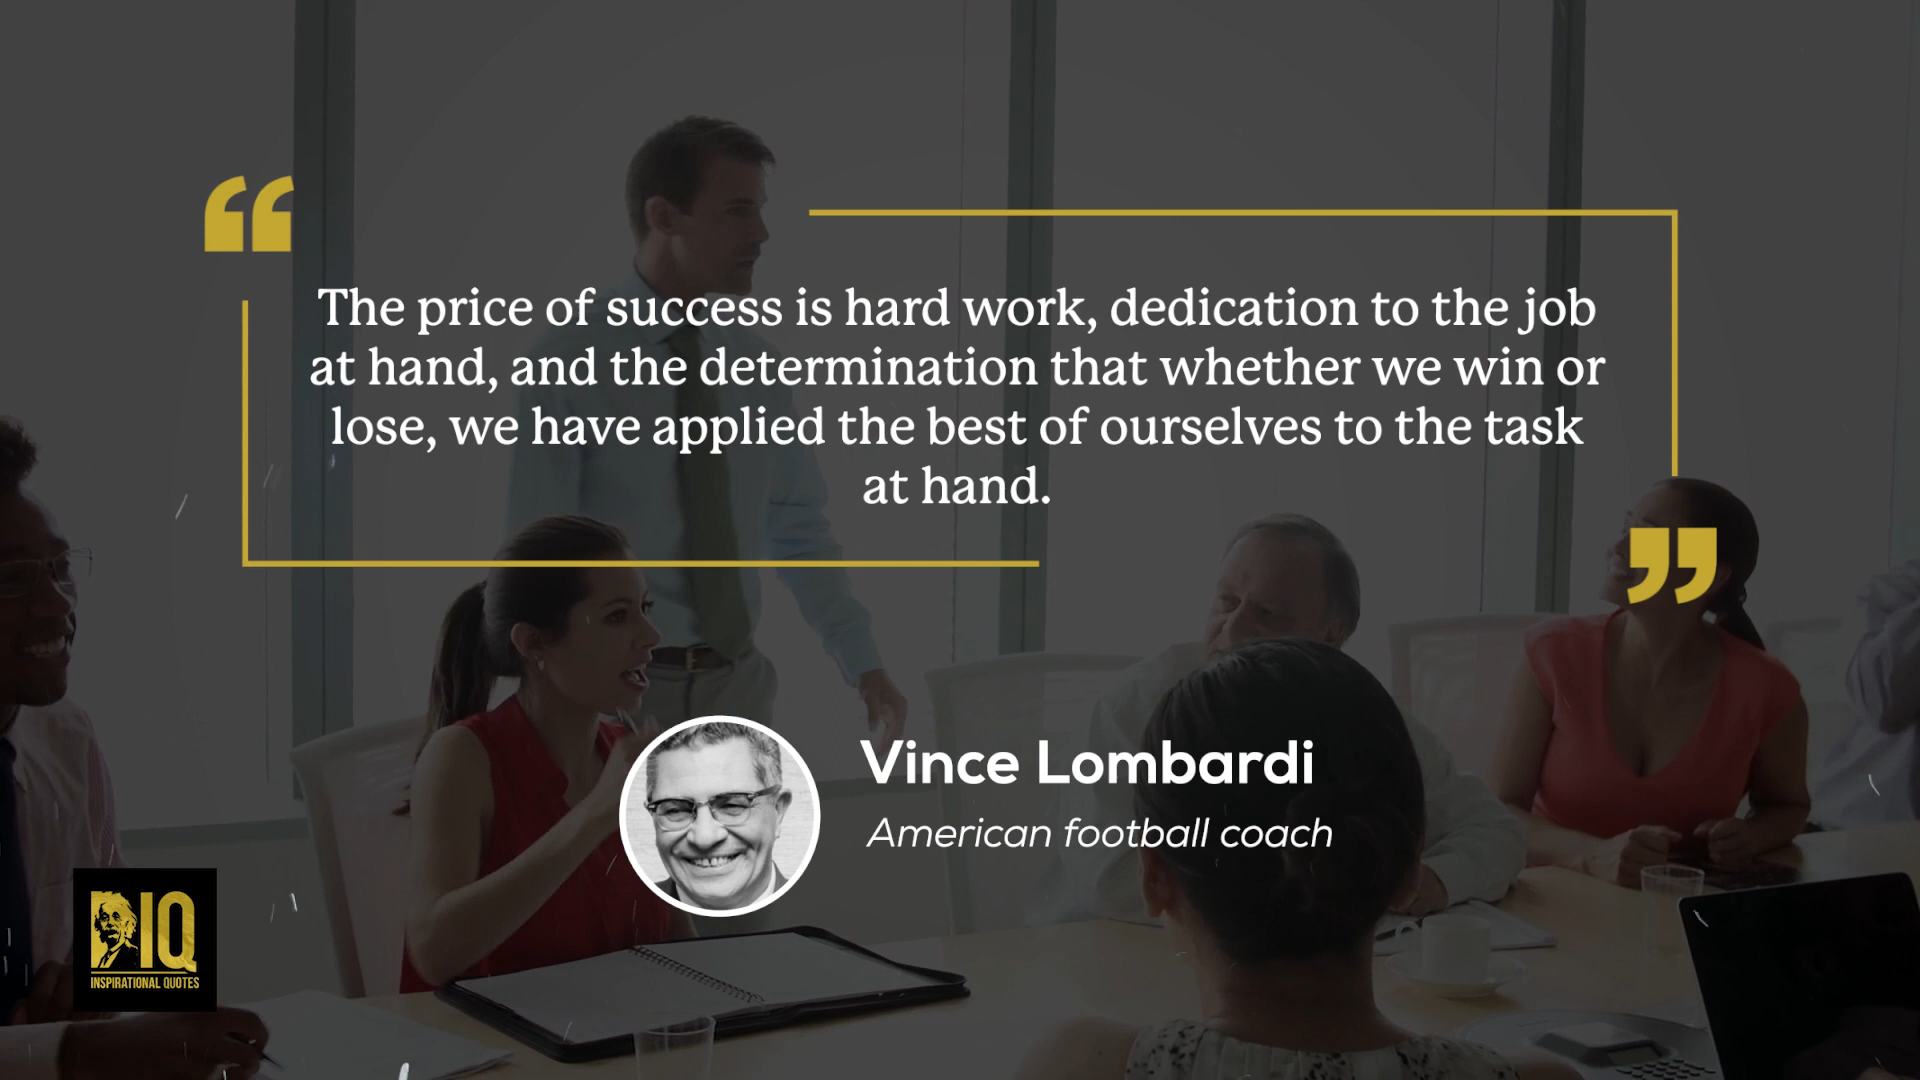 “
The price of success is hard work, dedication to the job
at hand, and the determination that whether we win or
lose, we have applied the best of ourselves to the task
at hand.
”
Vince Lombardi
American football coach
IQ
INSPIRATIONAL QUOTES